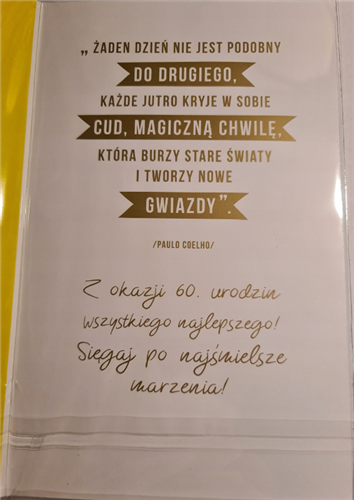 „ ŻADEN DZIEŃ NIE JEST PODOBNY
DO DRUGIEGO,
KAŻDE JUTRO KRYJE W SOBIE
CUD, MAGICZNĄ CHWILĘ,
KTÓRA BURZY STARE ŚWIATY
I TWORZY NOWE
GWIAZDY”.
/PAULO COELHO/
Z okazji 60. urodzin
wszystkiego najlepszego!
Sięgaj po najśmielsze
marzenia!